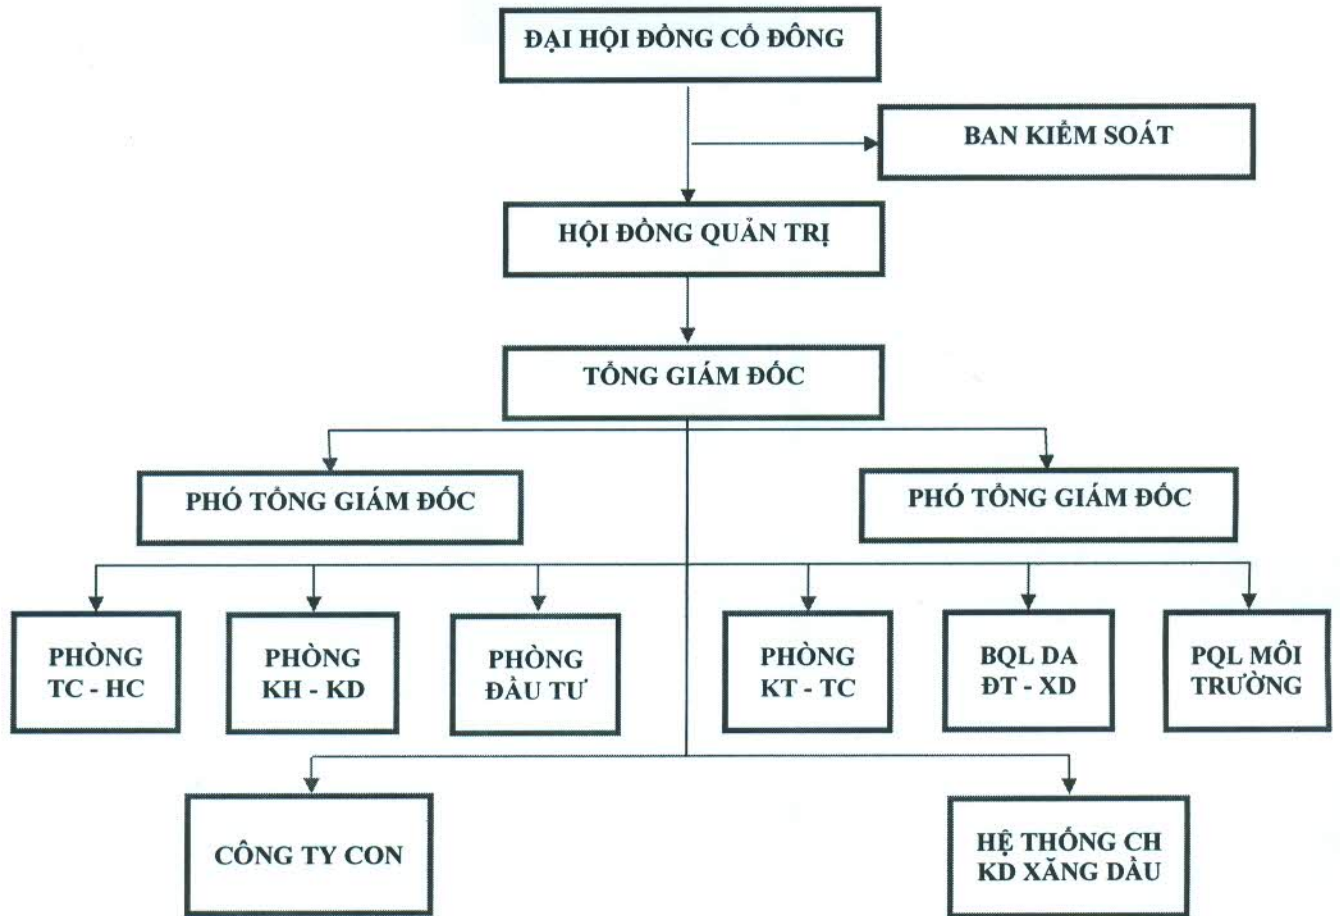 ĐẠI HỘI ĐỒNG CỔ ĐÔNG
BAN KIỂM SOÁT
HỘI ĐỒNG QUẢN TRỊ
TỔNG GIÁM ĐỐC
PHÓ TỔNG GIÁM ĐỐC
PHÓ TỔNG GIÁM ĐỐC
PHÒNG
TC - HC
PHÒNG
KH - KD
PHÒNG
ĐẦU TƯ
PHÒNG
KT - TC
BQL DA
ĐT - XD
PQL MÔI
TRƯỜNG
CÔNG TY CON
HỆ THỐNG CH
KD XĂNG DẦU